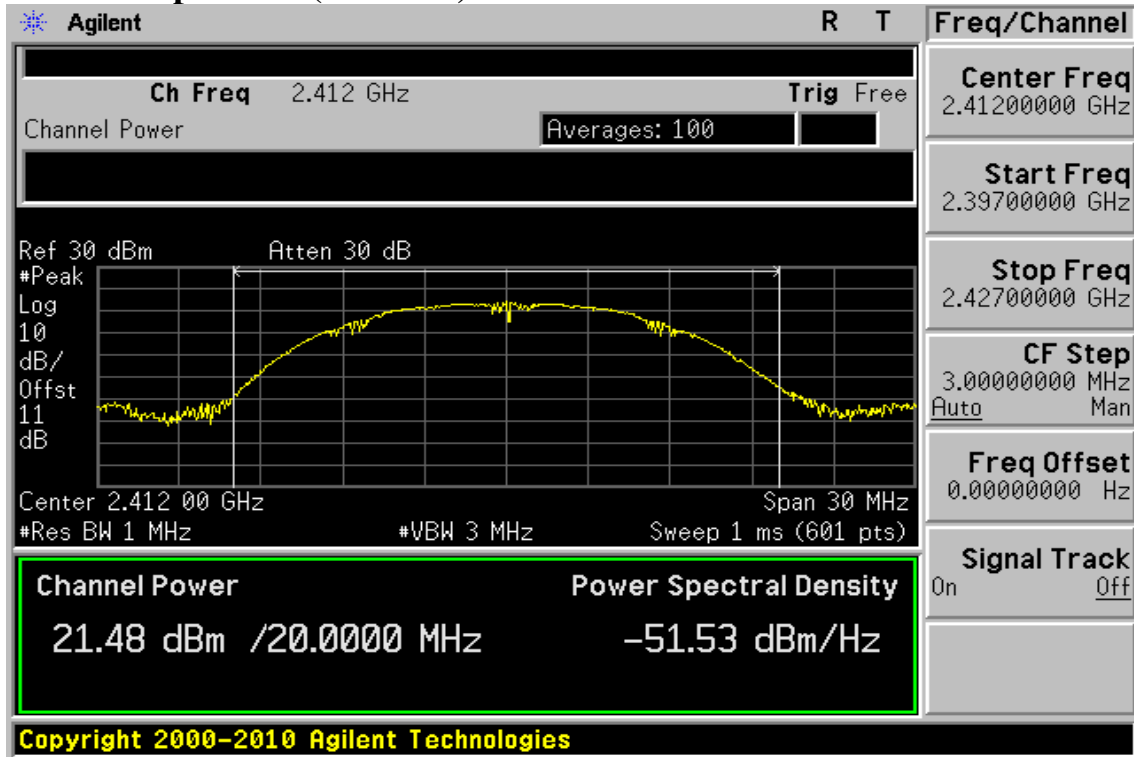 Agilent R T
Ch Freq 2.412 GHz Trig Free
Channel Power Averages: 100
Ref 30 dBm Atten 30 dB
#Peak
Log
10
dB/
Offst
11
dB
Center 2.412 00 GHz Span 30 MHz
#Res BW 1 MHz #VBW 3 MHz Sweep 1 ms (601 pts)
Channel Power Power Spectral Density
21.48 dBm /20.0000 MHz -51.53 dBm/Hz
Copyright 2000-2010 Agilent Technologies
Freq/Channel
Center Freq
2.41200000 GHz
Start Freq
2.39700000 GHz
Stop Freq
2.42700000 GHz
CF Step
3.00000000 MHz
Auto Man
Freq Offset
0.00000000 Hz
Signal Track
On Off